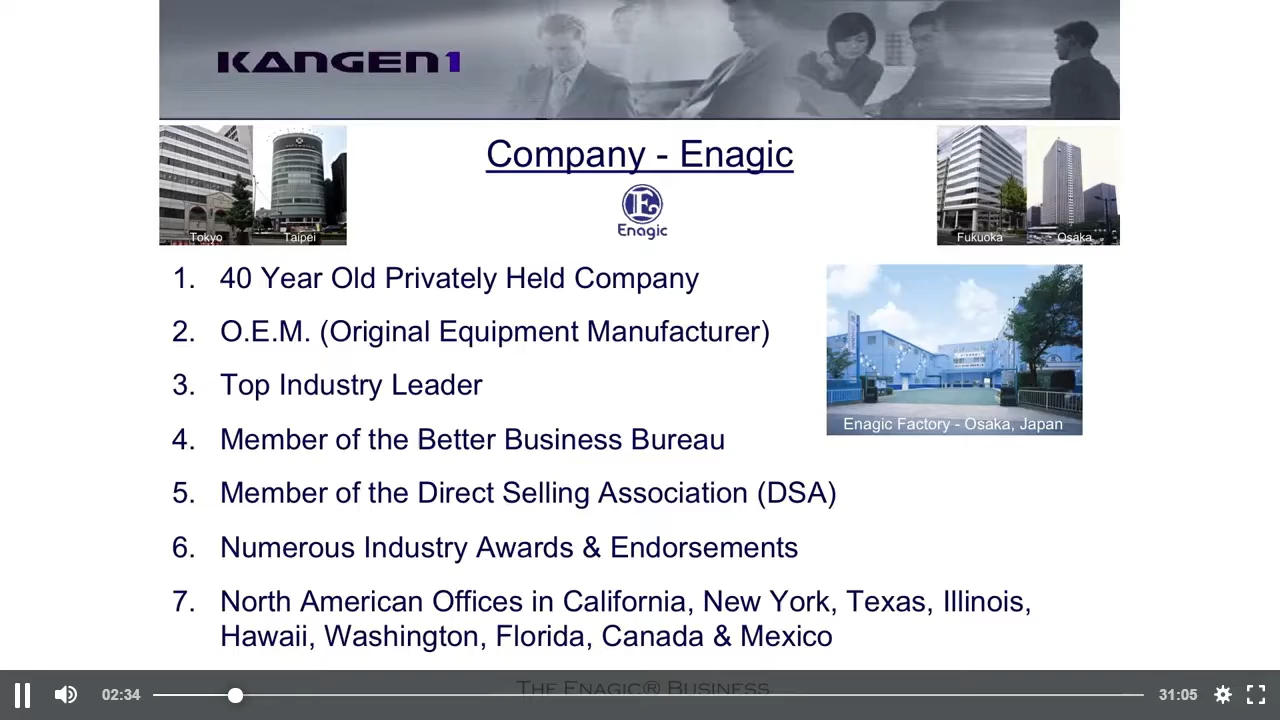 KANGEN1
Company - Enagic
Enagic
Tokyo
Taipei
Fukuoka
Osaka
1. 40 Year Old Privately Held Company
2. O.E.M. (Original Equipment Manufacturer)
3. Top Industry Leader
4. Member of the Better Business Bureau
5. Member of the Direct Selling Association (DSA)
6. Numerous Industry Awards & Endorsements
7. North American Offices in California, New York, Texas, Illinois,
Hawaii, Washington, Florida, Canada & Mexico
Enagic Factory - Osaka, Japan
The Enagic® Business
02:34
31:05